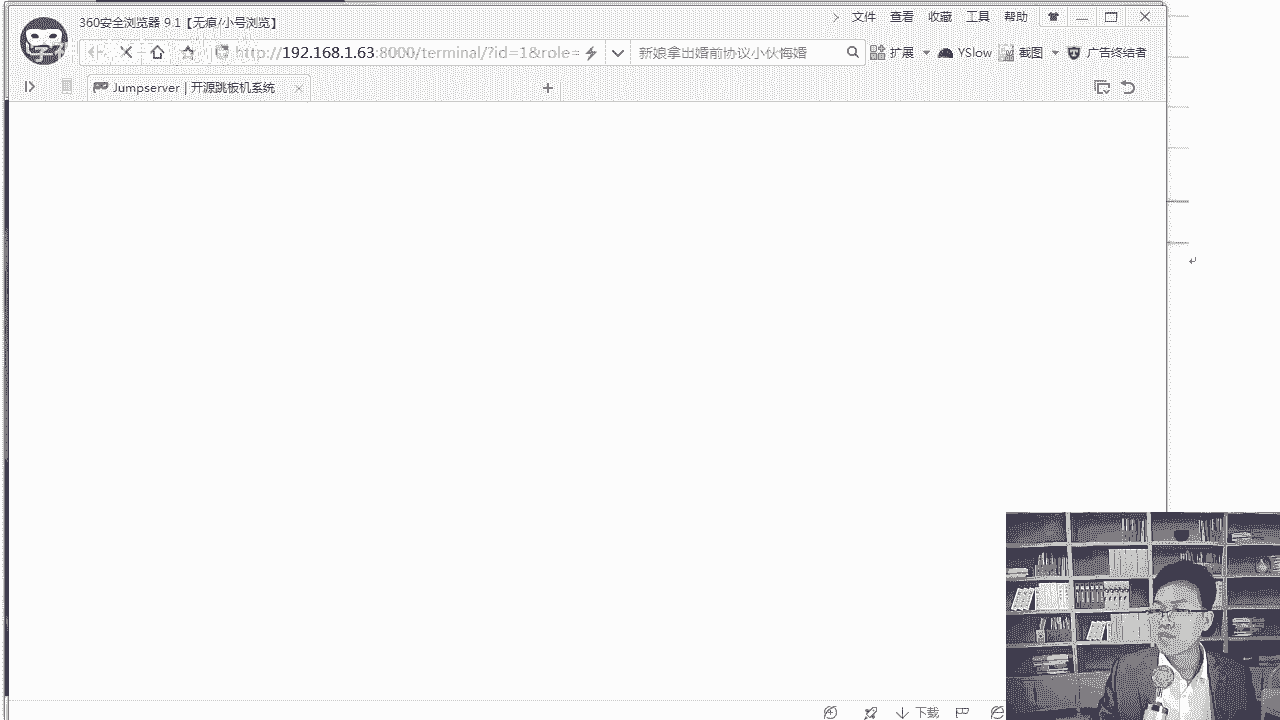 360安全浏览器 9.1【无痕/小号浏览】
文件 查看 收藏 工具 帮助
http://192.168.1.63:8000/terminal/?id=1&role=
新娘拿出婚前协议小伙悔婚
扩展 YSlow 截图 广告终结者
Jumpserver | 开源跳板机系统
下载